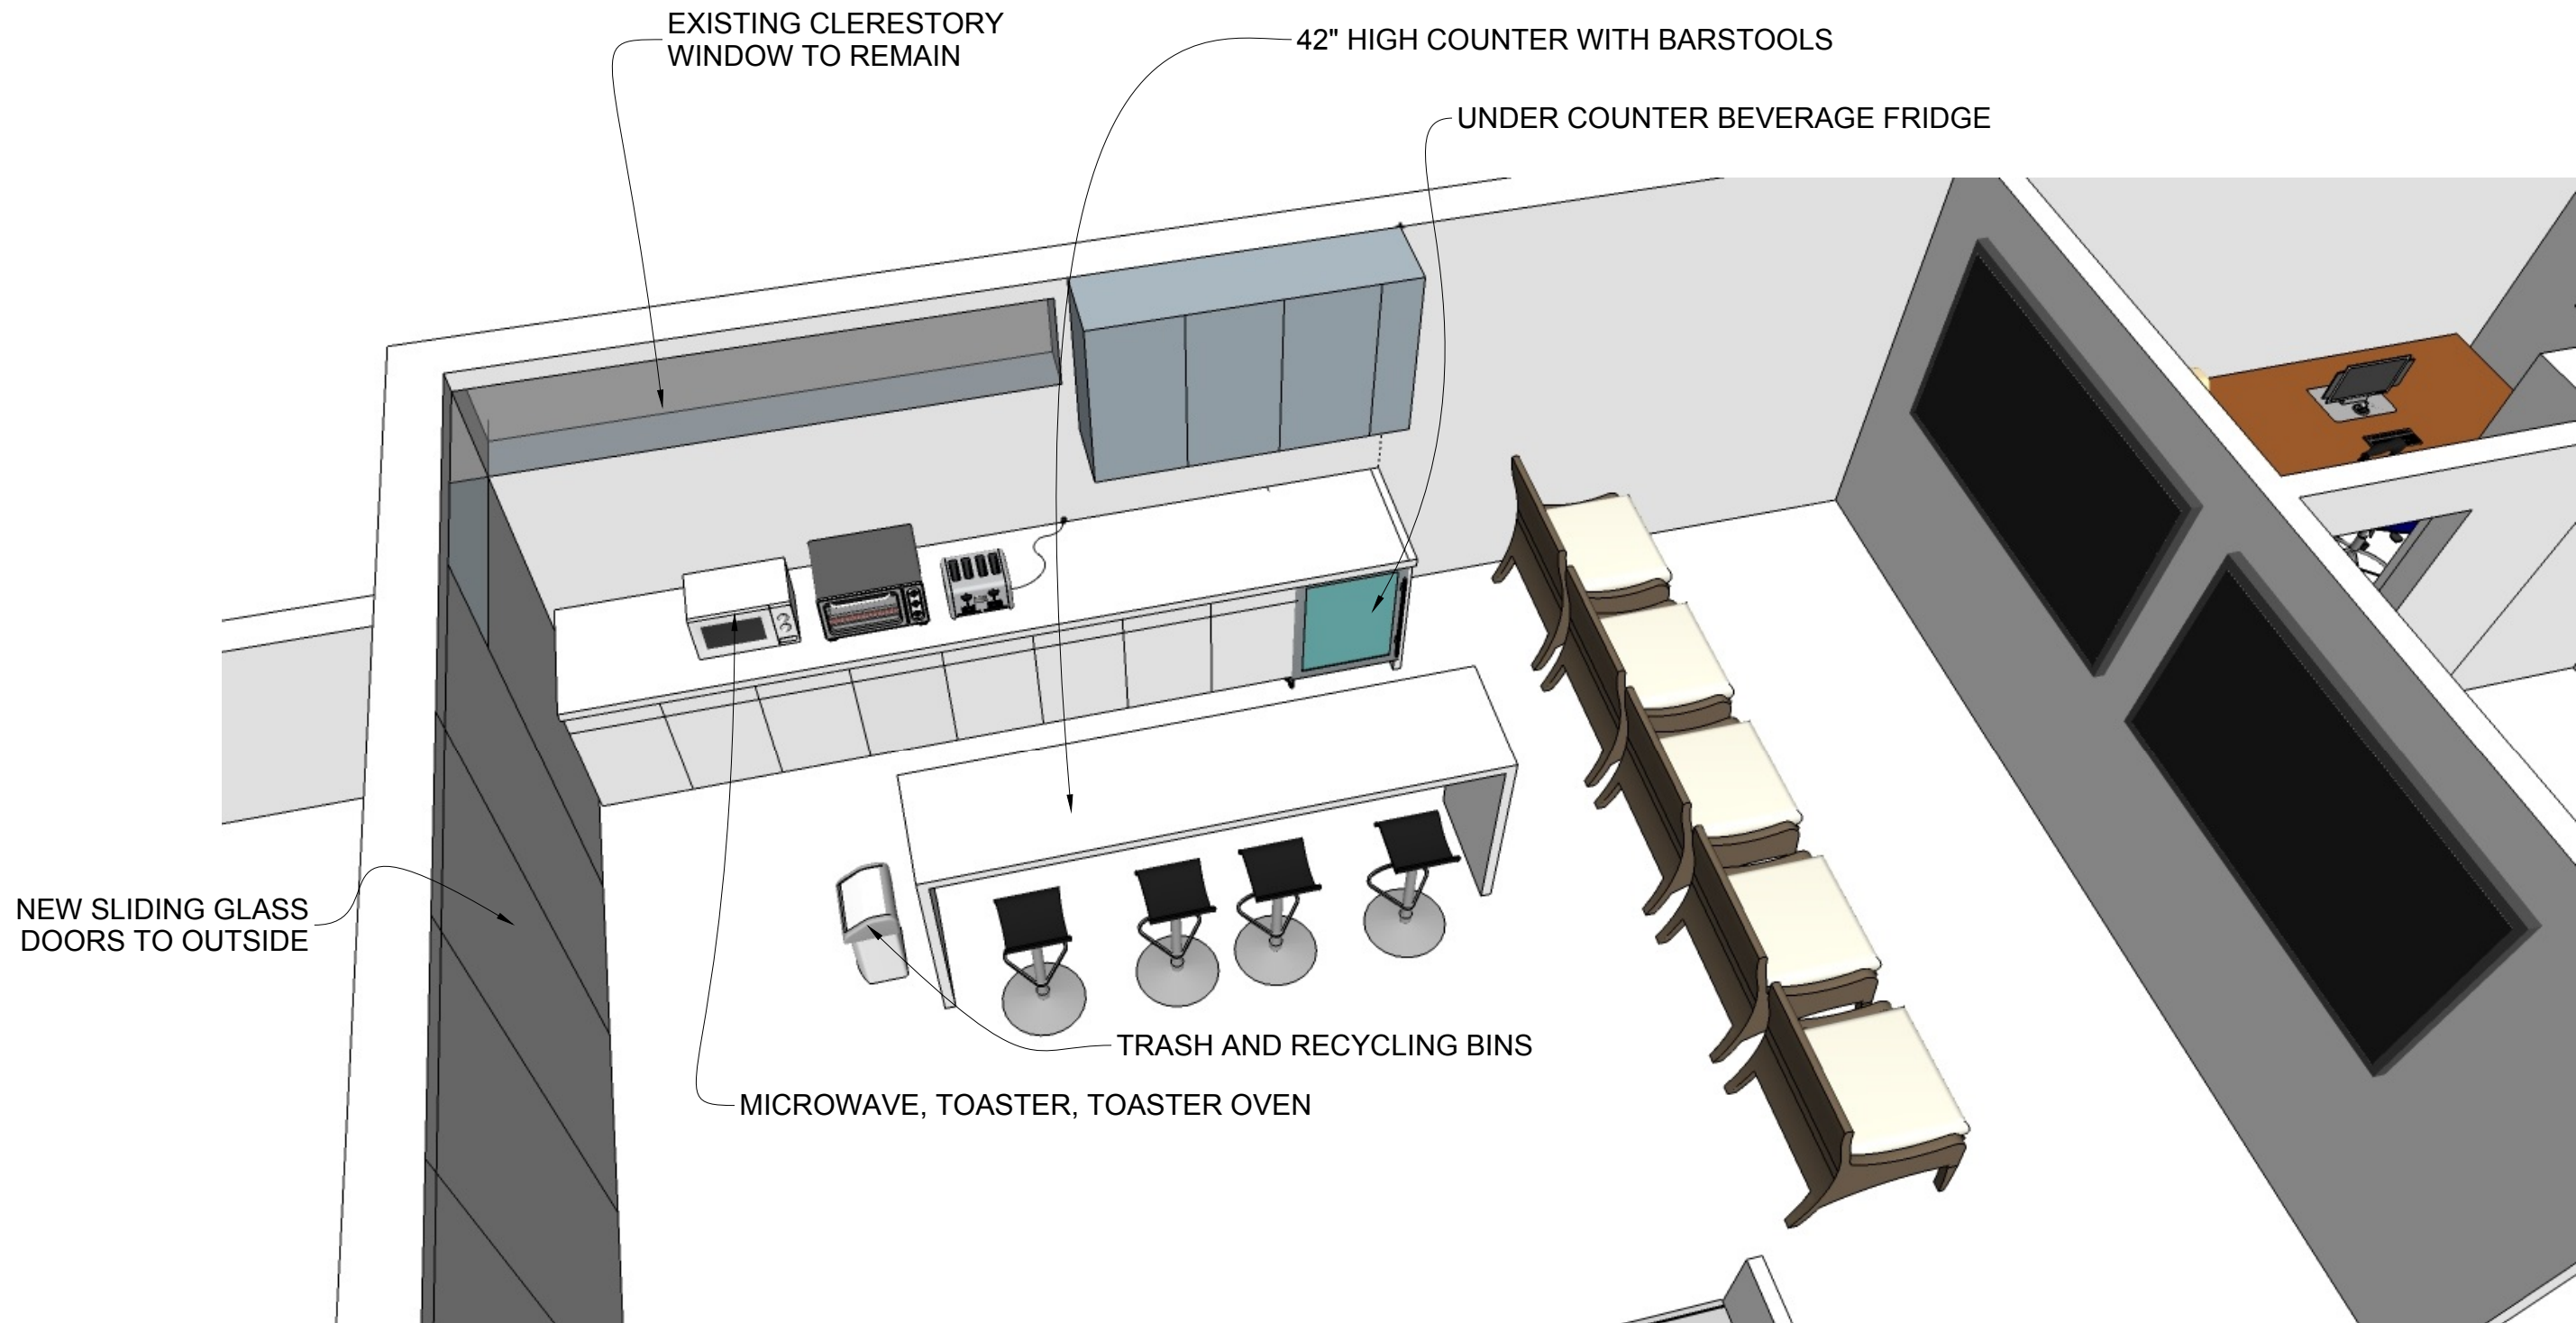 EXISTING CLERESTORY
WINDOW TO REMAIN
42" HIGH COUNTER WITH BARSTOOLS
UNDER COUNTER BEVERAGE FRIDGE
NEW SLIDING GLASS
DOORS TO OUTSIDE
TRASH AND RECYCLING BINS
MICROWAVE, TOASTER, TOASTER OVEN